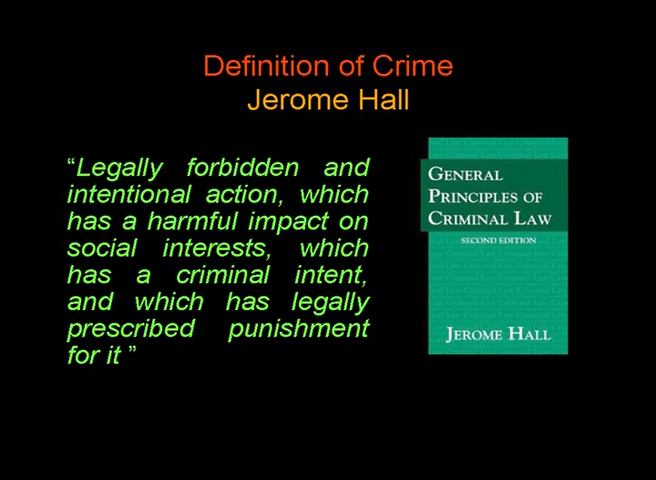 Definition of Crime
Jerome Hall
“Legally forbidden and
intentional action, which
has a harmful impact on
social interests, which
has a criminal intent,
and which has legally
prescribed punishment
for it ”
GENERAL
PRINCIPLES OF
CRIMINAL LAW
SECOND EDITION
JEROME HALL